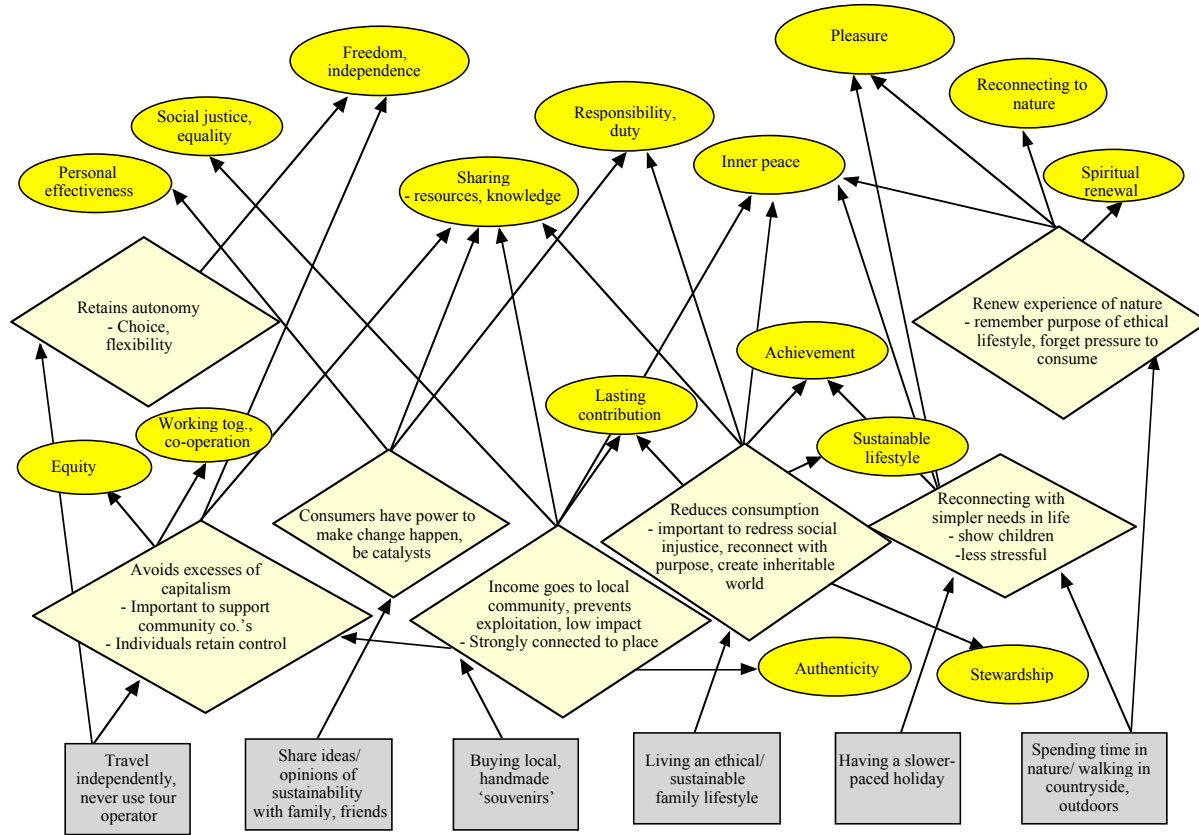 Pleasure
Freedom,
independence
Reconnecting to
nature
Social justice,
equality
Responsibility,
duty
Inner peace
Personal
effectiveness
Sharing
- resources, knowledge
Spiritual
renewal
Retains autonomy
- Choice,
flexibility
Renew experience of nature
- remember purpose of ethical
lifestyle, forget pressure to
consume
Achievement
Lasting
contribution
Working tog.,
co-operation
Sustainable
lifestyle
Equity
Consumers have power to
make change happen,
be catalysts
Reduces consumption
- important to redress social
injustice, reconnect with
purpose, create inheritable
world
Reconnecting with
simpler needs in life
- show children
-less stressful
Avoids excesses of
capitalism
- Important to support
community co.'s
- Individuals retain control
Income goes to local
community, prevents
exploitation, low impact
- Strongly connected to place
Authenticity
Stewardship
Travel
independently,
never use tour
operator
Share ideas/
opinions of
sustainability
with family, friends
Buying local,
handmade
‘souvenirs’
Living an ethical/
sustainable
family lifestyle
Having a slower-
paced holiday
Spending time in
nature/ walking in
countryside,
outdoors